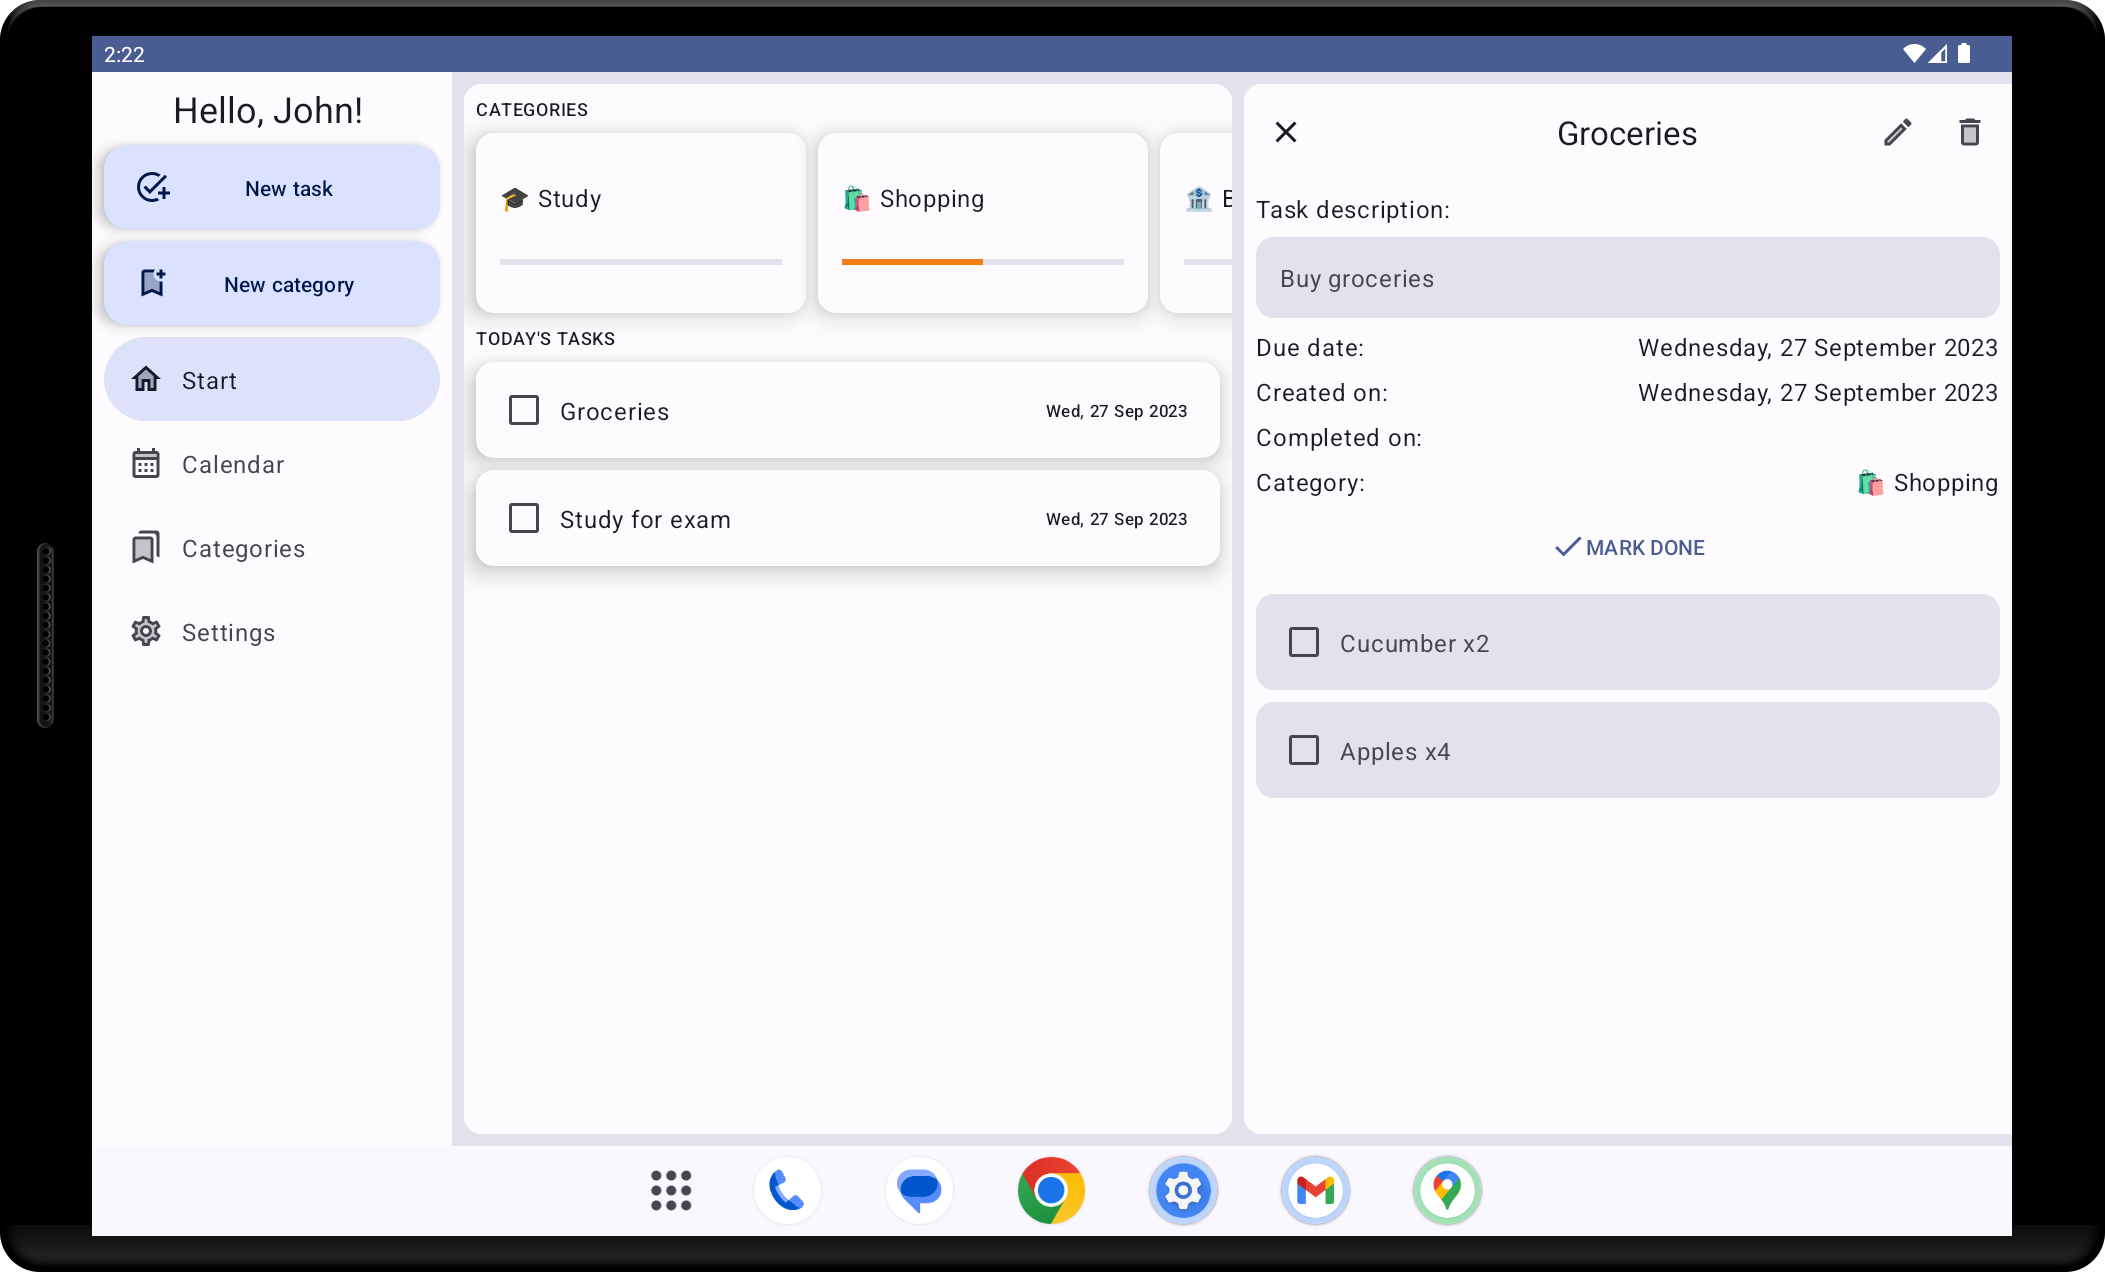 2:22
Hello, John!
New task
New category
Start
Calendar
Categories
Settings
CATEGORIES
Study
Shopping
TODAY'S TASKS
Groceries Wed, 27 Sep 2023
Study for exam Wed, 27 Sep 2023
Groceries
Task description:
Buy groceries
Due date: Wednesday, 27 September 2023
Created on: Wednesday, 27 September 2023
Completed on:
Category: 🛍️ Shopping
MARK DONE
Cucumber x2
Apples x4